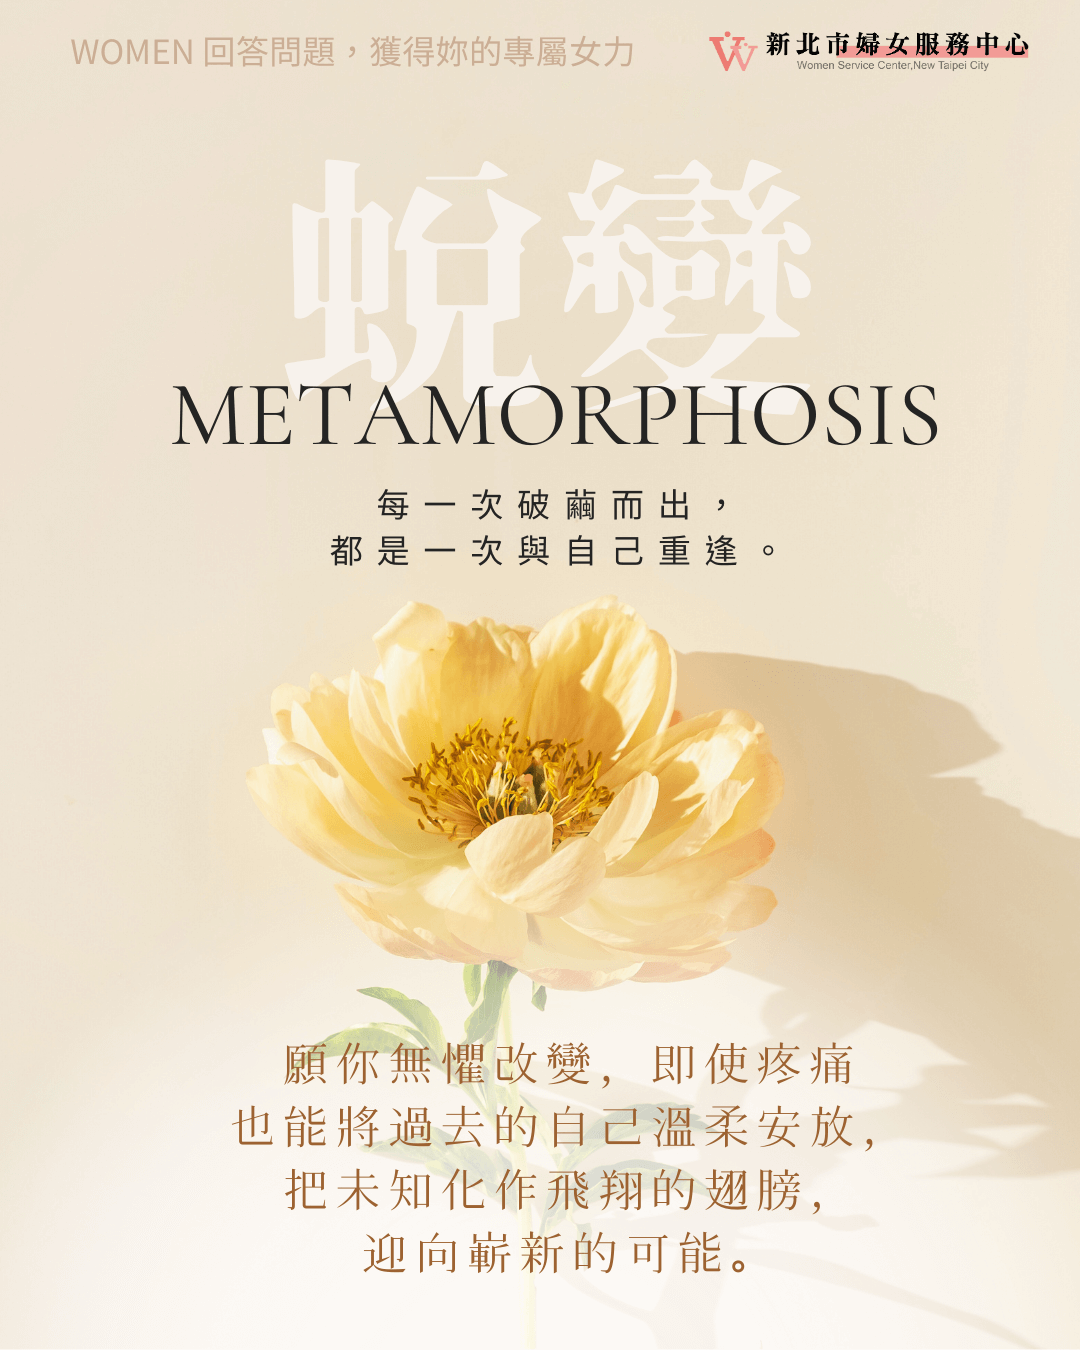 WOMEN 回答問題，獲得妳的專屬女力
新北市婦女服務中心
Women Service Center,New Taipei City
蛻變
METAMORPHOSIS
每一次破繭而出，
都是一次與自己重逢。
願你無懼改變，即使疼痛
也能將過去的自己溫柔安放，
把未知化作飛翔的翅膀，
迎向嶄新的可能。